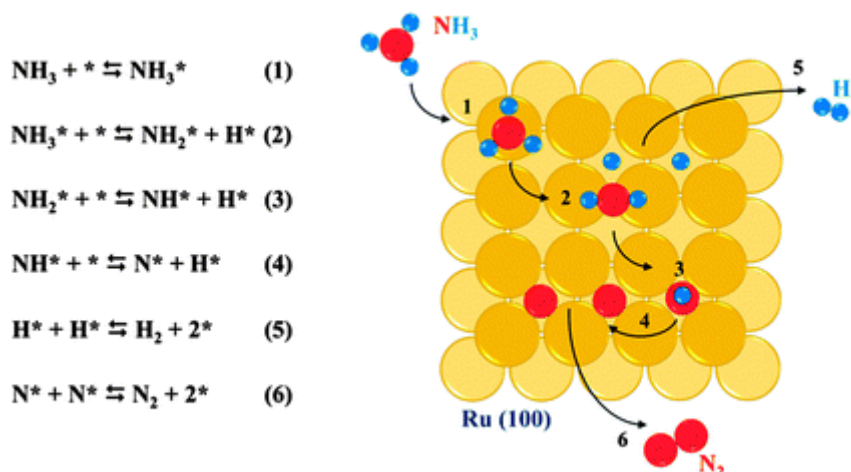 NH₃ + * ⇆ NH₃* (1)
NH₃* + * ⇆ NH₂* + H* (2)
NH₂* + * ⇆ NH* + H* (3)
NH* + * ⇆ N* + H* (4)
H* + H* ⇆ H₂ + 2* (5)
N* + N* ⇆ N₂ + 2* (6)
NH₃
1
5
H
2
3
4
Ru (100)
6
N₂